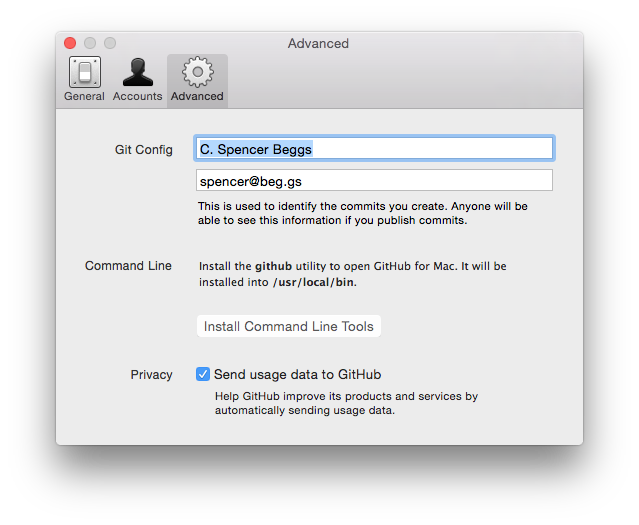 Advanced
General Accounts Advanced
Git Config C. Spencer Beggs
spencer@beg.gs
This is used to identify the commits you create. Anyone will be
able to see this information if you publish commits.
Command Line Install the github utility to open GitHub for Mac. It will be
installed into /usr/local/bin.
Install Command Line Tools
Privacy Send usage data to GitHub
Help GitHub improve its products and services by
automatically sending usage data.